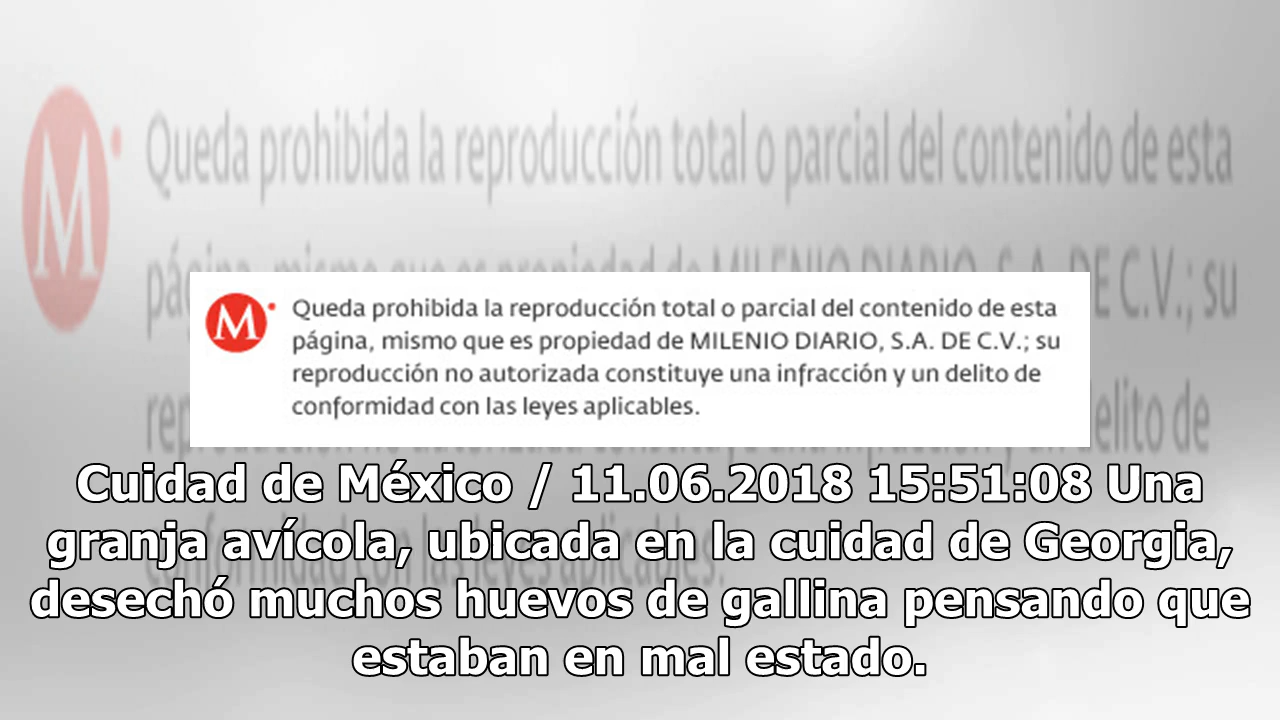 M
Queda prohibida la reproducción total o parcial del contenido de esta
página, mismo que es propiedad de MILENIO DIARIO, S.A. DE C.V.; su
reproducción no autorizada constituye una infracción y un delito de
conformidad con las leyes aplicables.
Cuidad de México / 11.06.2018 15:51:08 Una
granja avícola, ubicada en la cuidad de Georgia,
desechó muchos huevos de gallina pensando que
estaban en mal estado.